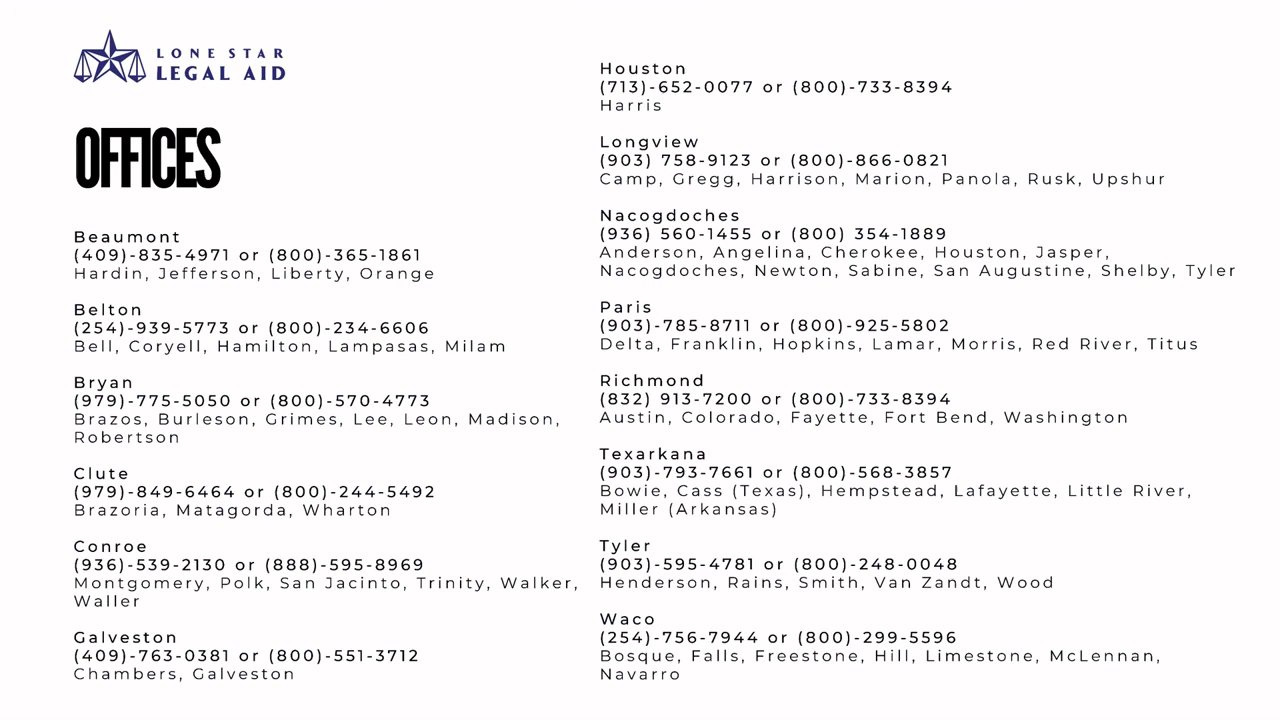 LONE STAR
LEGAL AID
OFFICES
Beaumont
(409)-835-4971 or (800)-365-1861
Hardin, Jefferson, Liberty, Orange
Belton
(254)-939-5773 or (800)-234-6606
Bell, Coryell, Hamilton, Lampasas, Milam
Bryan
(979)-775-5050 or (800)-570-4773
Brazos, Burleson, Grimes, Lee, Leon, Madison,
Robertson
Clute
(979)-849-6464 or (800)-244-5492
Brazoria, Matagorda, Wharton
Conroe
(936)-539-2130 or (888)-595-8969
Montgomery, Polk, San Jacinto, Trinity, Walker,
Waller
Galveston
(409)-763-0381 or (800)-551-3712
Chambers, Galveston
Houston
(713)-652-0077 or (800)-733-8394
Harris
Longview
(903) 758-9123 or (800)-866-0821
Camp, Gregg, Harrison, Marion, Panola, Rusk, Upshur
Nacogdoches
(936) 560-1455 or (800) 354-1889
Anderson, Angelina, Cherokee, Houston, Jasper,
Nacogdoches, Newton, Sabine, San Augustine, Shelby, Tyler
Paris
(903)-785-8711 or (800)-925-5802
Delta, Franklin, Hopkins, Lamar, Morris, Red River, Titus
Richmond
(832) 913-7200 or (800)-733-8394
Austin, Colorado, Fayette, Fort Bend, Washington
Texarkana
(903)-793-7661 or (800)-568-3857
Bowie, Cass (Texas), Hempstead, Lafayette, Little River,
Miller (Arkansas)
Tyler
(903)-595-4781 or (800)-248-0048
Henderson, Rains, Smith, Van Zandt, Wood
Waco
(254)-756-7944 or (800)-299-5596
Bosque, Falls, Freestone, Hill, Limestone, McLennan,
Navarro